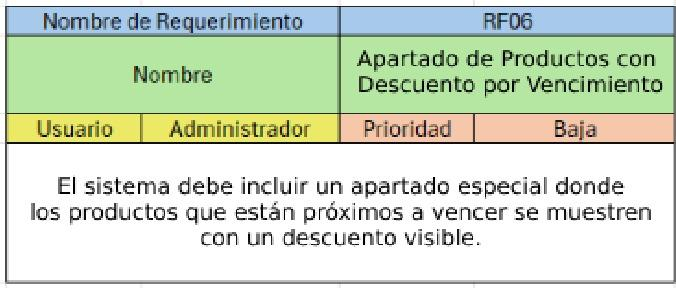 Nombre de Requerimiento RF06
Nombre
Apartado de Productos con
Descuento por Vencimiento
Usuario Administrador Prioridad Baja
El sistema debe incluir un apartado especial donde
los productos que están próximos a vencer se muestren
con un descuento visible.